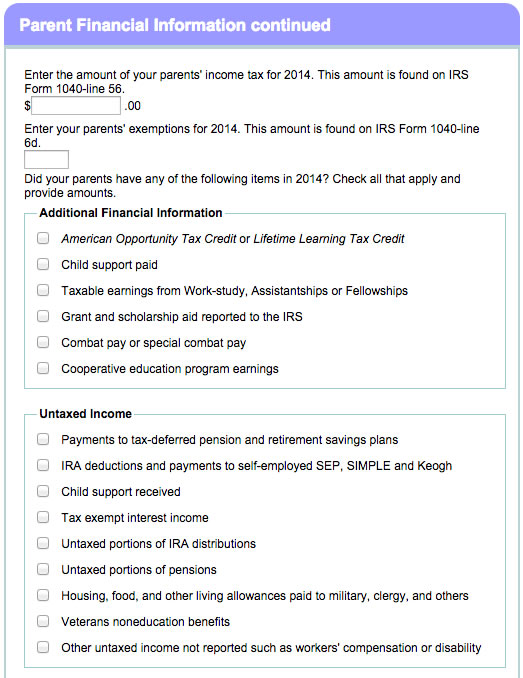 Parent Financial Information continued
Enter the amount of your parents' income tax for 2014. This amount is found on IRS
Form 1040-line 56.
$ .00
Enter your parents' exemptions for 2014. This amount is found on IRS Form 1040-line
6d.
Did your parents have any of the following items in 2014? Check all that apply and
provide amounts.
Additional Financial Information
American Opportunity Tax Credit or Lifetime Learning Tax Credit
Child support paid
Taxable earnings from Work-study, Assistantships or Fellowships
Grant and scholarship aid reported to the IRS
Combat pay or special combat pay
Cooperative education program earnings
Untaxed Income
Payments to tax-deferred pension and retirement savings plans
IRA deductions and payments to self-employed SEP, SIMPLE and Keogh
Child support received
Tax exempt interest income
Untaxed portions of IRA distributions
Untaxed portions of pensions
Housing, food, and other living allowances paid to military, clergy, and others
Veterans noneducation benefits
Other untaxed income not reported such as workers' compensation or disability